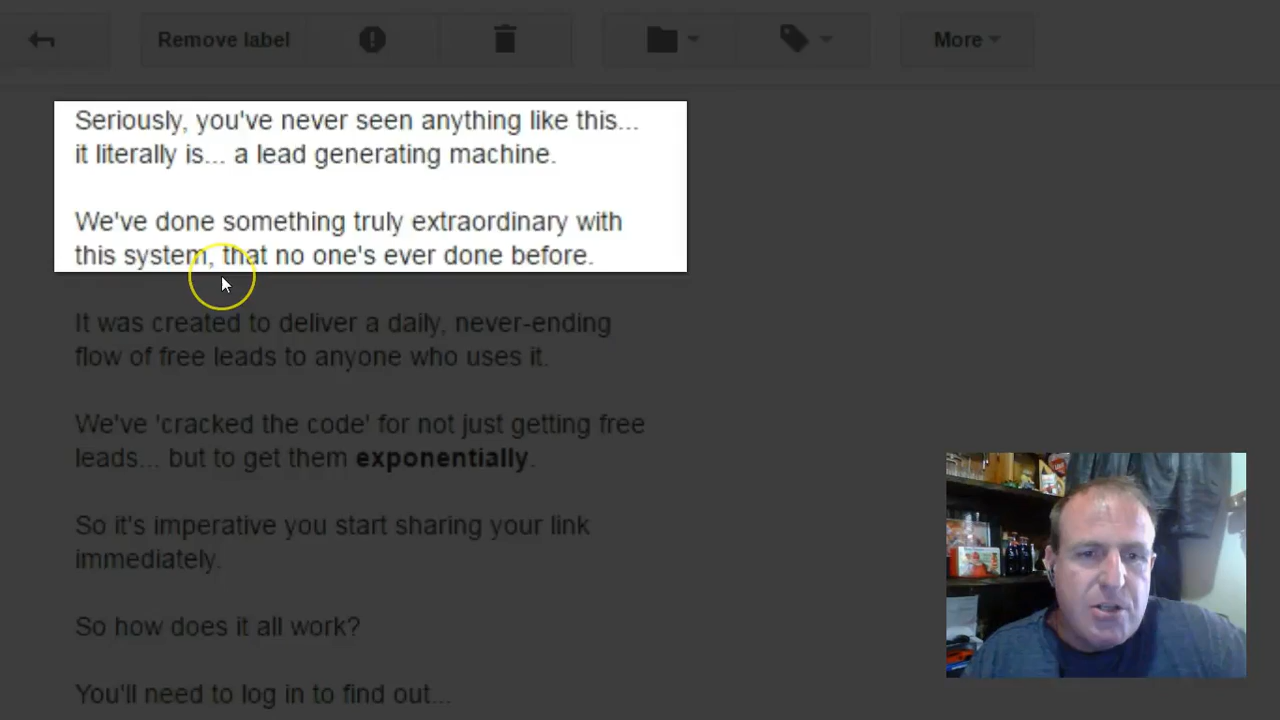 Remove label
More
Seriously, you've never seen anything like this...
it literally is... a lead generating machine.
We've done something truly extraordinary with
this system, that no one's ever done before.
It was created to deliver a daily, never-ending
flow of free leads to anyone who uses it.
We've 'cracked the code' for not just getting free
leads... but to get them exponentially.
So it's imperative you start sharing your link
immediately.
So how does it all work?
You'll need to log in to find out...